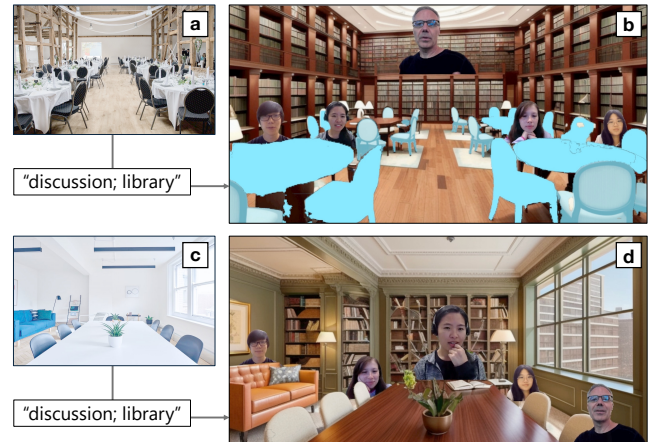 a
b
“discussion; library”
c
d
“discussion; library”